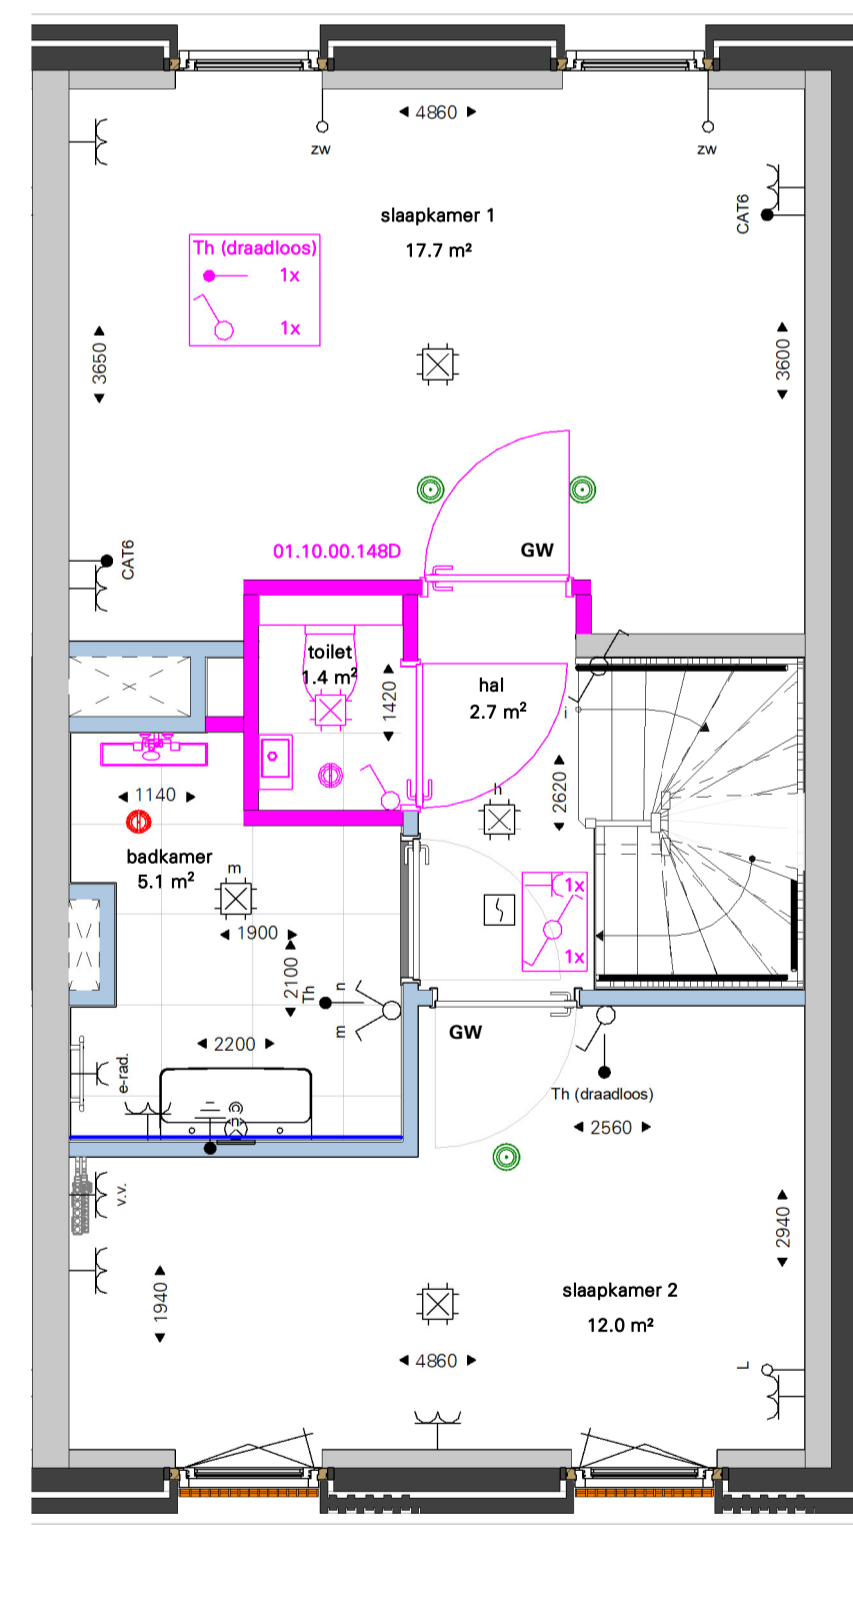 4860
zw
zw
slaapkamer 1
17.7 m²
CAT6
Th (draadloos)
1x
1x
3650
3600
CAT6
01.10.00.148D
GW
toilet
1.4 m²
1420
hal
2.7 m²
i
2620
h
1140
badkamer
5.1 m²
m
1900
2100
Th
n
m
1x
1x
2200
e-rad.
GW
Th (draadloos)
2560
v.v.
2940
1940
slaapkamer 2
12.0 m²
4860
L